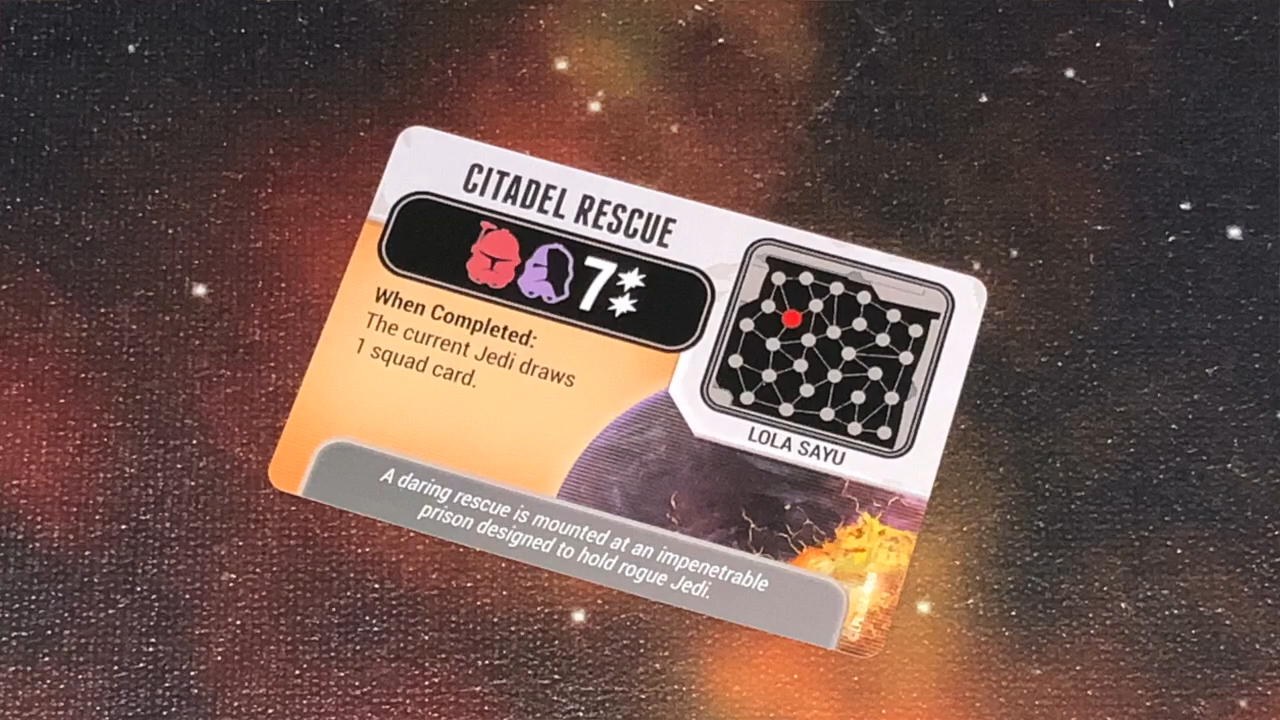 CITADEL RESCUE
7
When Completed:
The current Jedi draws
1 squad card.
LOLA SAYU
A daring rescue is mounted at an impenetrable
prison designed to hold rogue Jedi.